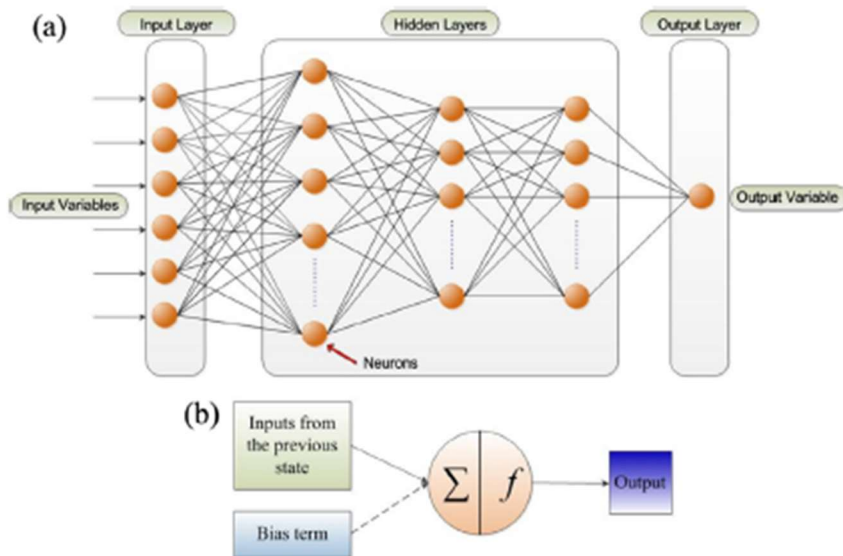 (a)
Input Layer
Hidden Layers
Output Layer
Input Variables
Output Variable
Neurons
(b)
Inputs from
the previous
state
Σ f
Output
Bias term